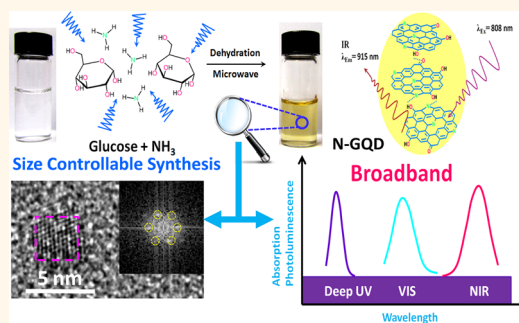 Dehydration
Microwave
Glucose + NH3
Size Controllable Synthesis
IR
λEm= 915 nm
λEx= 808 nm
N-GQD
Broadband
5 nm
Absorption
Photoluminescence
Deep UV
VIS
NIR
Wavelength